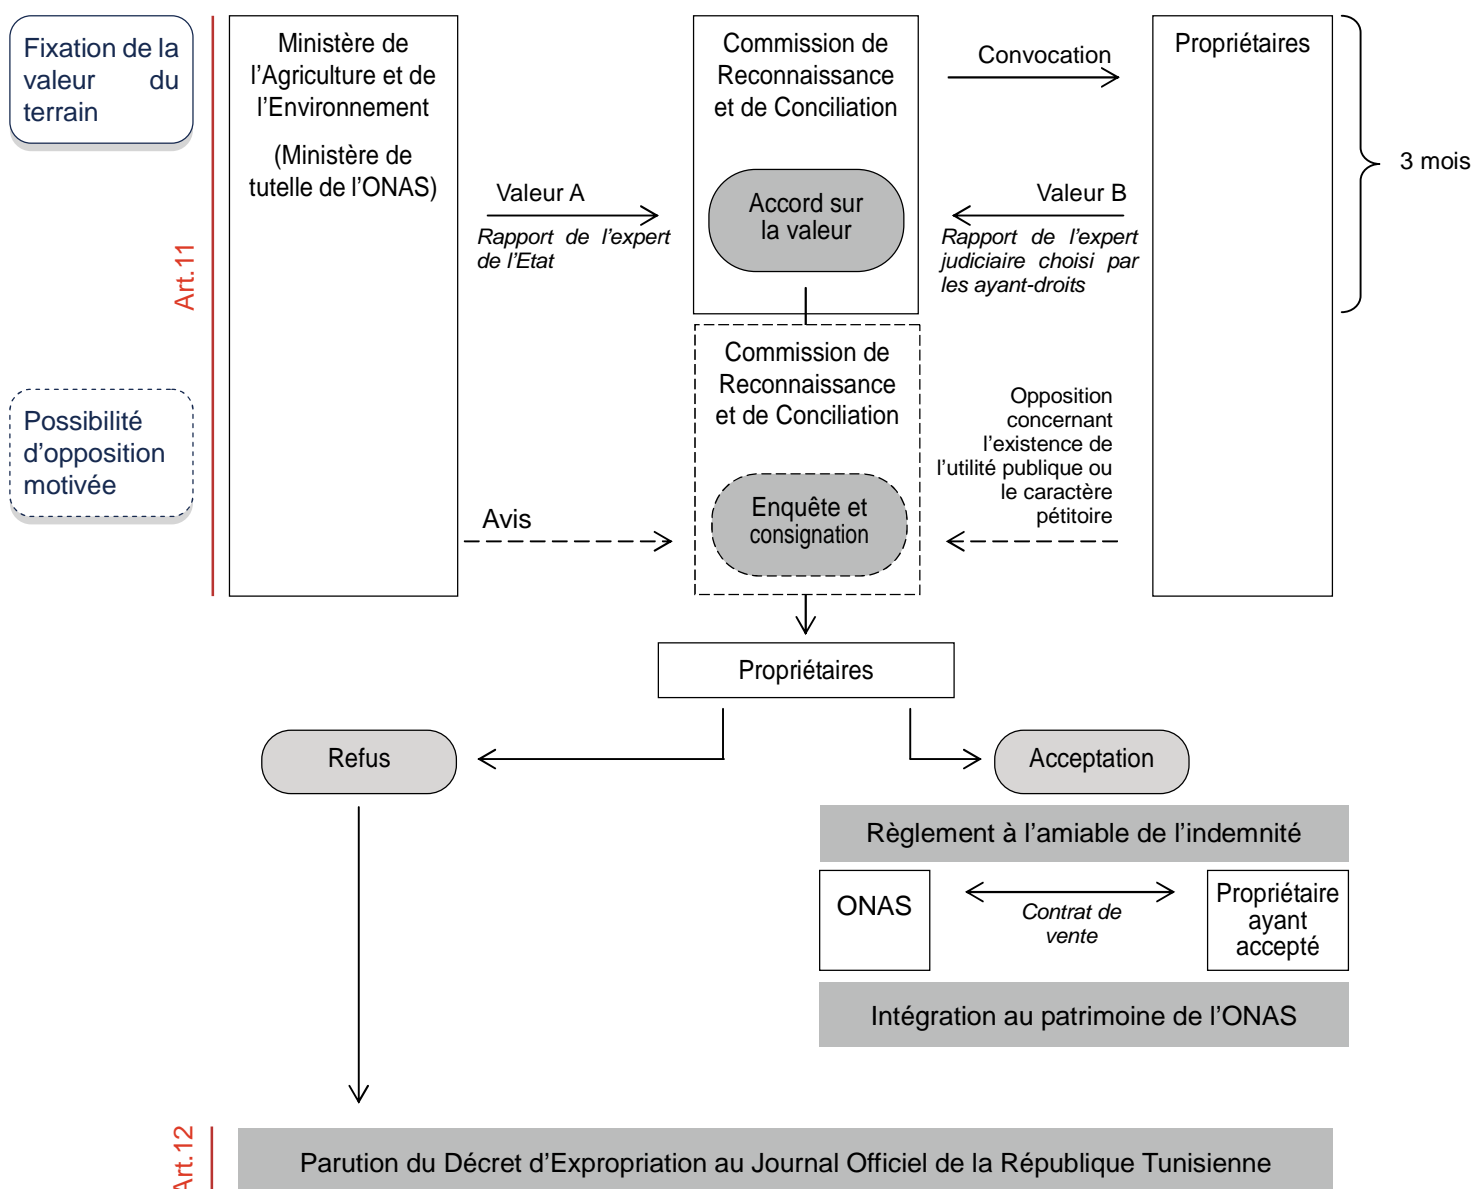 Fixation de la
valeur du
terrain
Ministère de
l'Agriculture et de
l'Environnement
(Ministère de
tutelle de l'ONAS)
Commission de
Reconnaissance
et de Conciliation
Convocation
Propriétaires
3 mois
Valeur A
Rapport de l'expert
de l'Etat
Accord sur
la valeur
Valeur B
Rapport de l'expert
judiciaire choisi par
les ayant-droits
Art.11
Possibilité
d'opposition
motivée
Commission de
Reconnaissance
et de Conciliation
Opposition
concernant
l'existence de
l'utilité publique ou
le caractère
pétitoire
Avis
Enquête et
consignation
Propriétaires
Refus
Acceptation
Règlement à l'amiable de l'indemnité
ONAS
Contrat de
vente
Propriétaire
ayant
accepté
Intégration au patrimoine de l'ONAS
Art.12
Parution du Décret d'Expropriation au Journal Officiel de la République Tunisienne